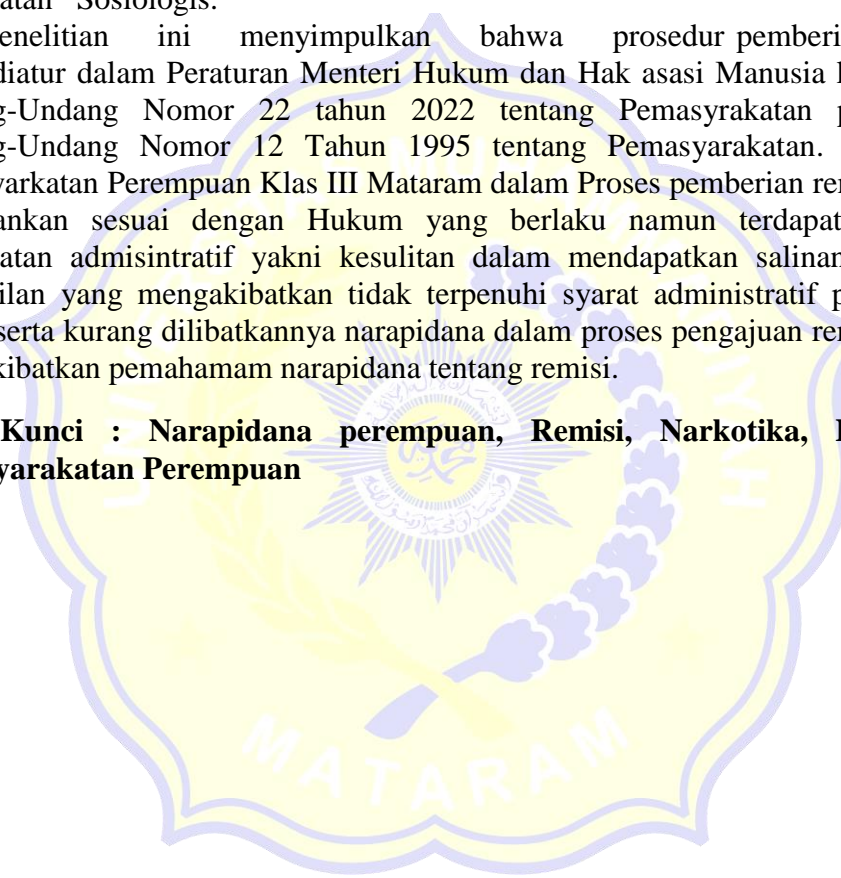 atan Sosiologis.
enelitian ini menyimpulkan bahwa prosedur pemberi
diatur dalam Peraturan Menteri Hukum dan Hak asasi Manusia
g-Undang Nomor 22 tahun 2022 tentang Pemasyrakatan p
g-Undang Nomor 12 Tahun 1995 tentang Pemasyarakatan.
yarkatan Perempuan Klas III Mataram dalam Proses pemberian re
ankan sesuai dengan Hukum yang berlaku namun terdapat
atan admisintratif yakni kesulitan dalam mendapatkan salinan
ilan yang mengakibatkan tidak terpenuhi syarat administratif p
serta kurang dilibatkannya narapidana dalam proses pengajuan re
kibatkan pemahamam narapidana tentang remisi.
Kunci : Narapidana perempuan, Remisi, Narkotika,
yarakatan Perempuan
UNIVERSITAS MUHAMMADIYAH
MATARAM